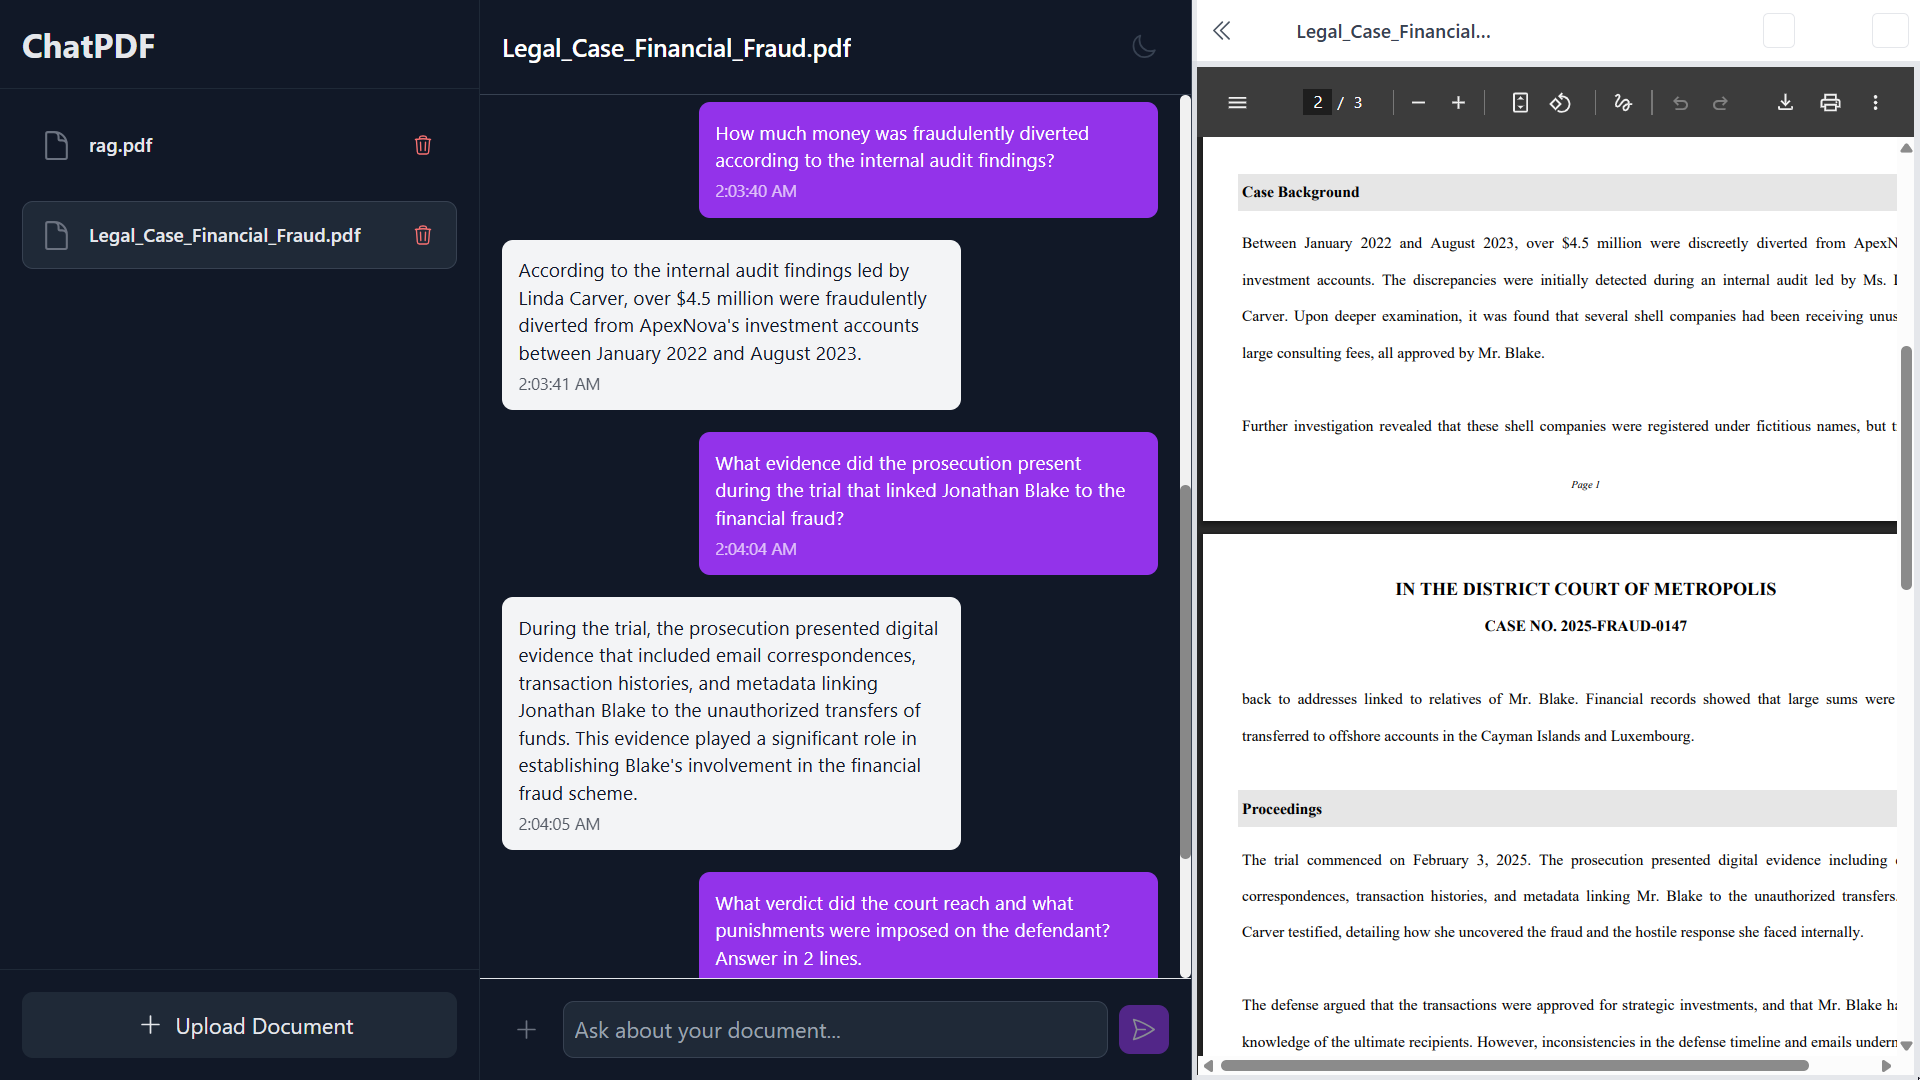 ChatPDF
rag.pdf
Legal_Case_Financial_Fraud.pdf
Upload Document
Legal_Case_Financial_Fraud.pdf
How much money was fraudulently diverted
according to the internal audit findings?
2:03:40 AM
According to the internal audit findings led by
Linda Carver, over $4.5 million were fraudulently
diverted from ApexNova's investment accounts
between January 2022 and August 2023.
2:03:41 AM
What evidence did the prosecution present
during the trial that linked Jonathan Blake to the
financial fraud?
2:04:04 AM
During the trial, the prosecution presented digital
evidence that included email correspondences,
transaction histories, and metadata linking
Jonathan Blake to the unauthorized transfers of
funds. This evidence played a significant role in
establishing Blake's involvement in the financial
fraud scheme.
2:04:05 AM
What verdict did the court reach and what
punishments were imposed on the defendant?
Answer in 2 lines.
Ask about your document...
Legal_Case_Financial...
2 / 3
Case Background
Between January 2022 and August 2023, over $4.5 million were discreetly diverted from ApexN
investment accounts. The discrepancies were initially detected during an internal audit led by Ms.
Carver. Upon deeper examination, it was found that several shell companies had been receiving unus
large consulting fees, all approved by Mr. Blake.
Further investigation revealed that these shell companies were registered under fictitious names, but t
Page 1
IN THE DISTRICT COURT OF METROPOLIS
CASE NO. 2025-FRAUD-0147
back to addresses linked to relatives of Mr. Blake. Financial records showed that large sums were
transferred to offshore accounts in the Cayman Islands and Luxembourg.
Proceedings
The trial commenced on February 3, 2025. The prosecution presented digital evidence including
correspondences, transaction histories, and metadata linking Mr. Blake to the unauthorized transfers.
Carver testified, detailing how she uncovered the fraud and the hostile response she faced internally.
The defense argued that the transactions were approved for strategic investments, and that Mr. Blake ha
knowledge of the ultimate recipients. However, inconsistencies in the defense timeline and emails undern